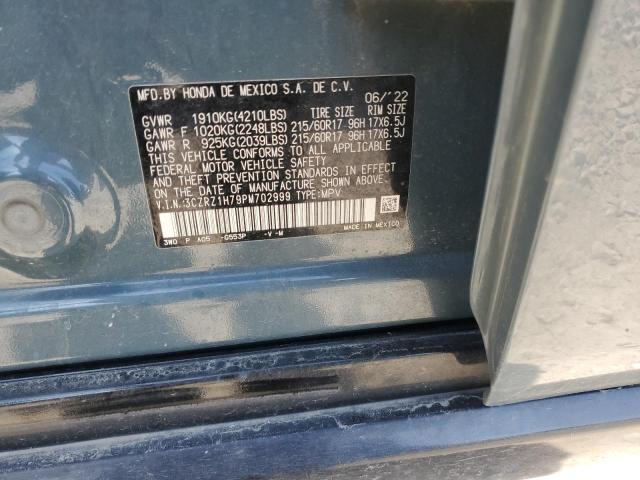 MFD.BY HONDA DE MEXICO S.A. DE C.V.
06/'22
GVWR 1910KG(4210LBS) TIRE SIZE RIM SIZE
GAWR F 1020KG(2248LBS) 215/60R17 96H 17X6.5J
GAWR R 925KG(2039LBS) 215/60R17 96H 17X6.5J
THIS VEHICLE CONFORMS TO ALL APPLICABLE
FEDERAL MOTOR VEHICLE SAFETY
AND THEFT PREVENTION STANDARDS IN EFFECT ON
THE DATE OF MANUFACTURE SHOWN ABOVE.
V.I.N.:3CZRZ1H79PM702999 TYPE:MPV
3W0 P A05 -G553P -V-M MADE IN MEXICO